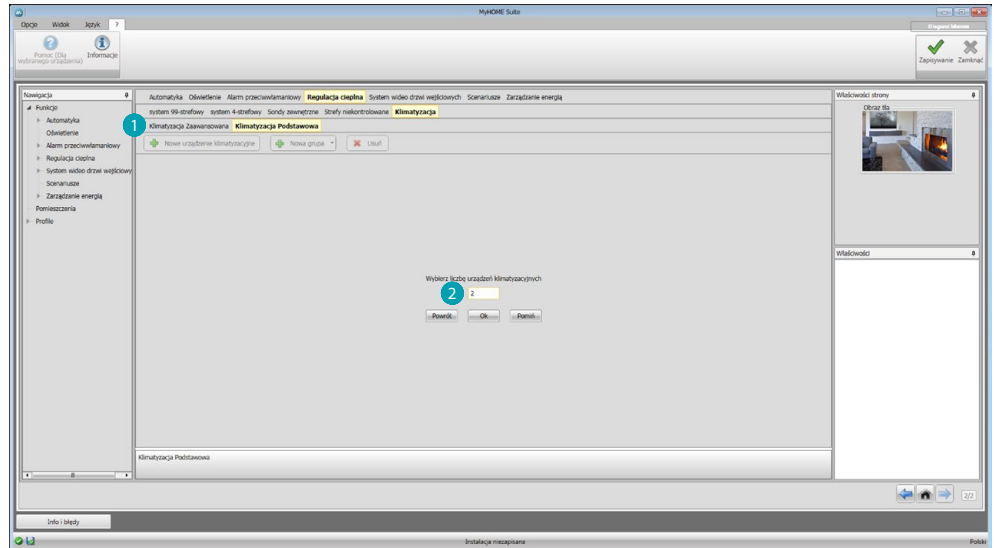 MyHOME Suite
Opcje Widok Język ?
Pomoc (Dla wybranego urządzenia) Informacje
Zapisywanie Zamknąć
Nawigacja
Funkcje
Automatyka
Oświetlenie
Alarm przeciwwłamaniowy
Regulacja cieplna
System wideo drzwi wejściowy
Scenariusze
Zarządzanie energią
Pomieszczenia
Profile
Automatyka Oświetlenie Alarm przeciwwłamaniowy Regulacja cieplna System wideo drzwi wejściowych Scenariusze Zarządzanie energią
system 99-strefowy system 4-strefowy Sondy zewnętrzne Strefy niekontrolowane Klimatyzacja
1 Klimatyzacja Zaawansowana Klimatyzacja Podstawowa
Nowe urządzenie klimatyzacyjne Nowa grupa Usuń
Wybierz liczbę urządzeń klimatyzacyjnych
2 2
Powrót Ok Pomiń
Klimatyzacja Podstawowa
Właściwości strony
Obraz tła
Właściwości
2/2
Info i błędy
Instalacja niezapisana
Polski